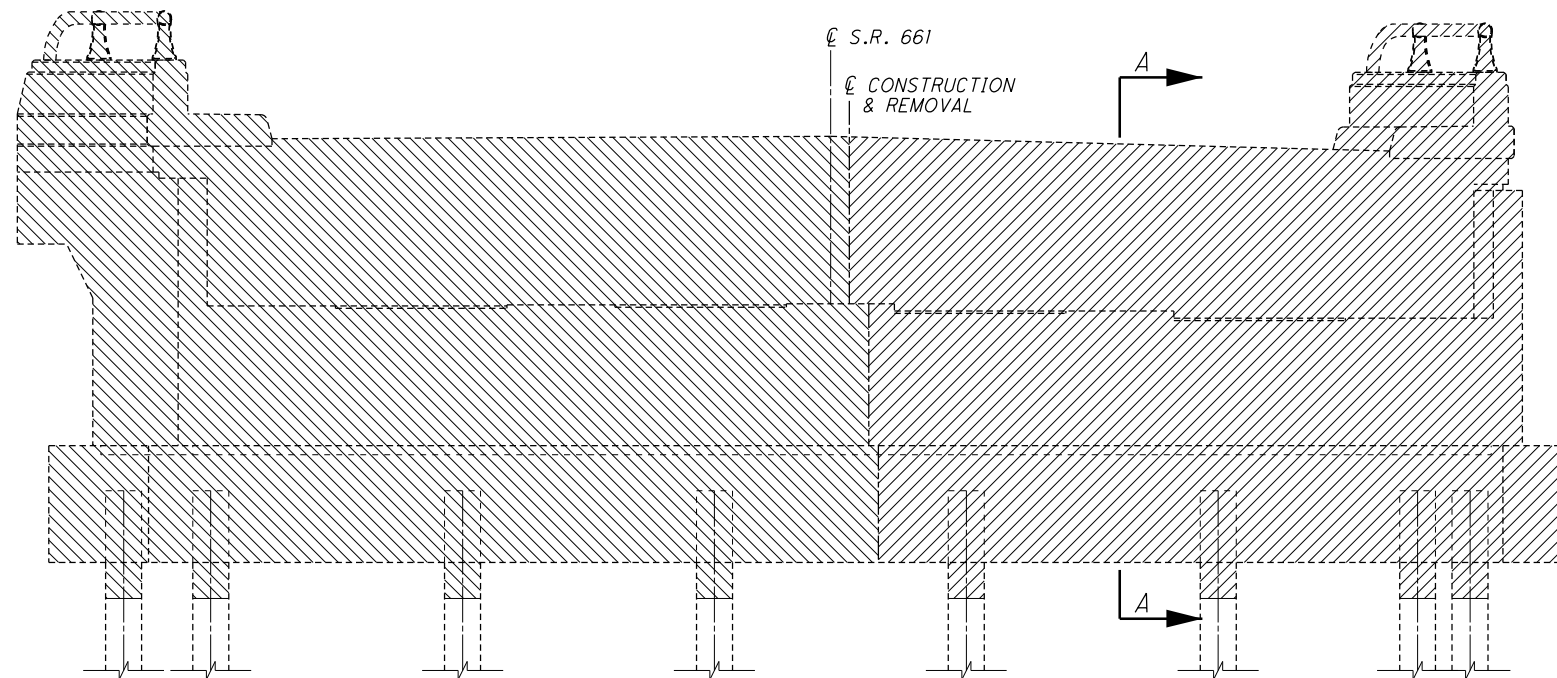 ℄ S.R. 661
A
℄ CONSTRUCTION
& REMOVAL
A